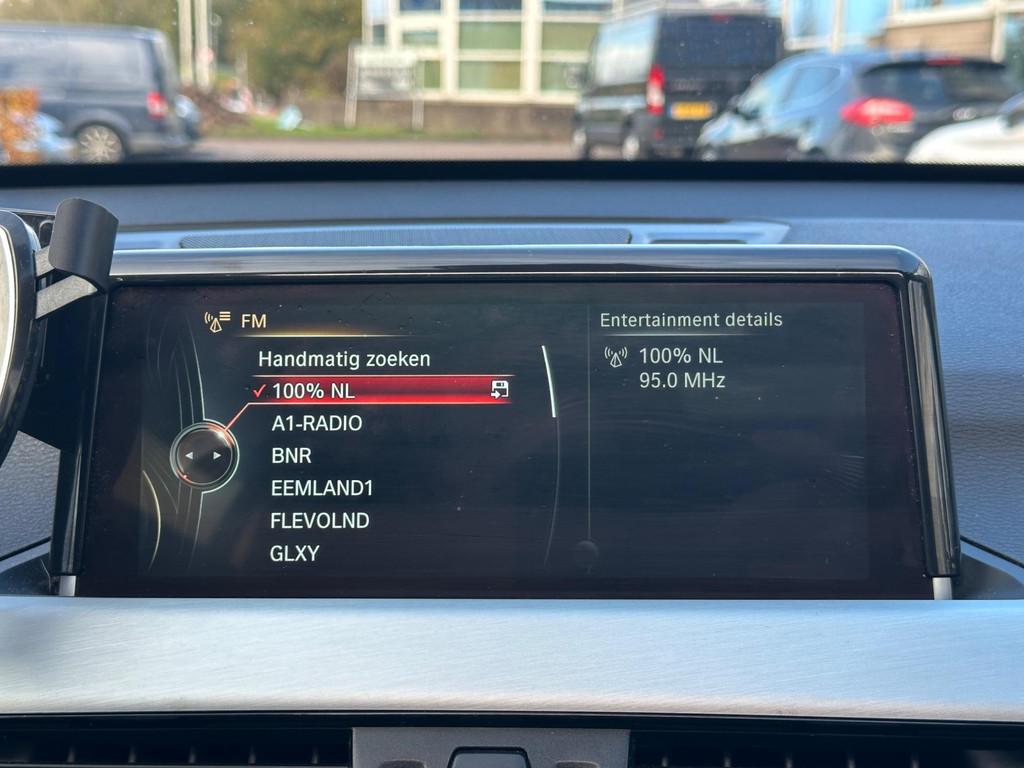 FM
Handmatig zoeken
100% NL
A1-RADIO
BNR
EEMLAND1
FLEVOLND
GLXY
Entertainment details
100% NL
95.0 MHz